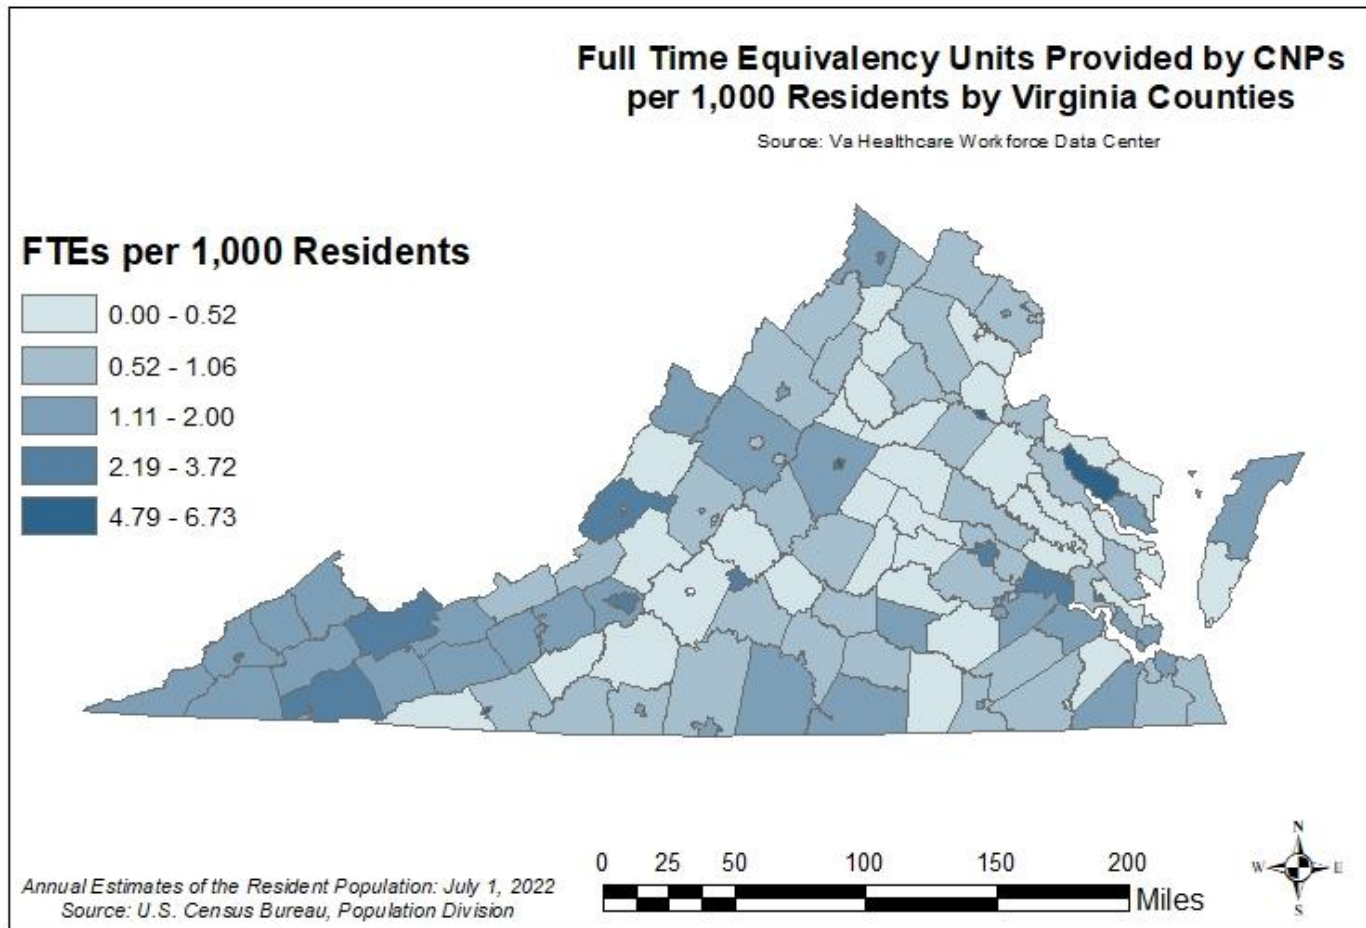 Full Time Equivalency Units Provided by CNPs
per 1,000 Residents by Virginia Counties
Source: Va Healthcare Workforce Data Center
FTEs per 1,000 Residents
0.00 - 0.52
0.52 - 1.06
1.11 - 2.00
2.19 - 3.72
4.79 - 6.73
Annual Estimates of the Resident Population: July 1, 2022
Source: U.S. Census Bureau, Population Division
0 25 50 100 150 200
Miles
N
W E
S